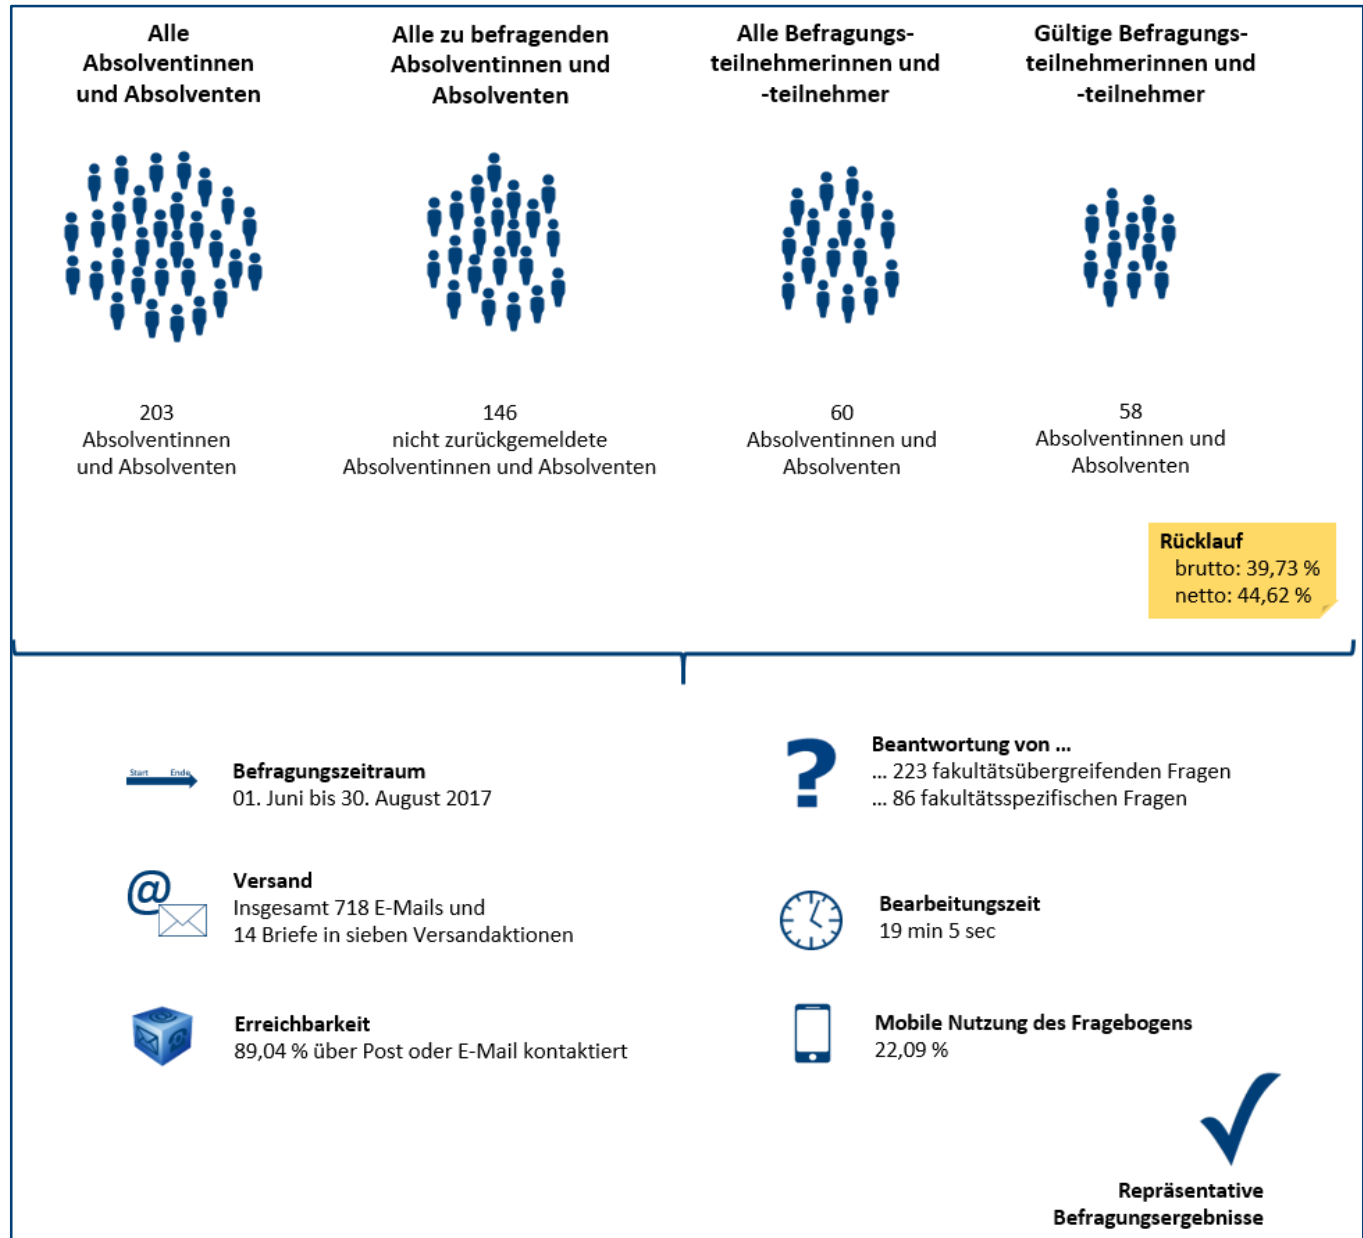 Alle
Absolventinnen
und Absolventen
Alle zu befragenden
Absolventinnen und
Absolventen
Alle Befragungs-
teilnehmerinnen und
-teilnehmer
Gültige Befragungs-
teilnehmerinnen und
-teilnehmer
203
Absolventinnen
und Absolventen
146
nicht zurückgemeldete
Absolventinnen und Absolventen
60
Absolventinnen und
Absolventen
58
Absolventinnen und
Absolventen
Rücklauf
brutto: 39,73 %
netto: 44,62 %
Start Ende
Befragungszeitraum
01. Juni bis 30. August 2017
@
Versand
Insgesamt 718 E-Mails und
14 Briefe in sieben Versandaktionen
@
Erreichbarkeit
89,04 % über Post oder E-Mail kontaktiert
?
Beantwortung von ...
... 223 fakultätsübergreifenden Fragen
... 86 fakultätsspezifischen Fragen
Bearbeitungszeit
19 min 5 sec
Mobile Nutzung des Fragebogens
22,09 %
Repräsentative
Befragungsergebnisse